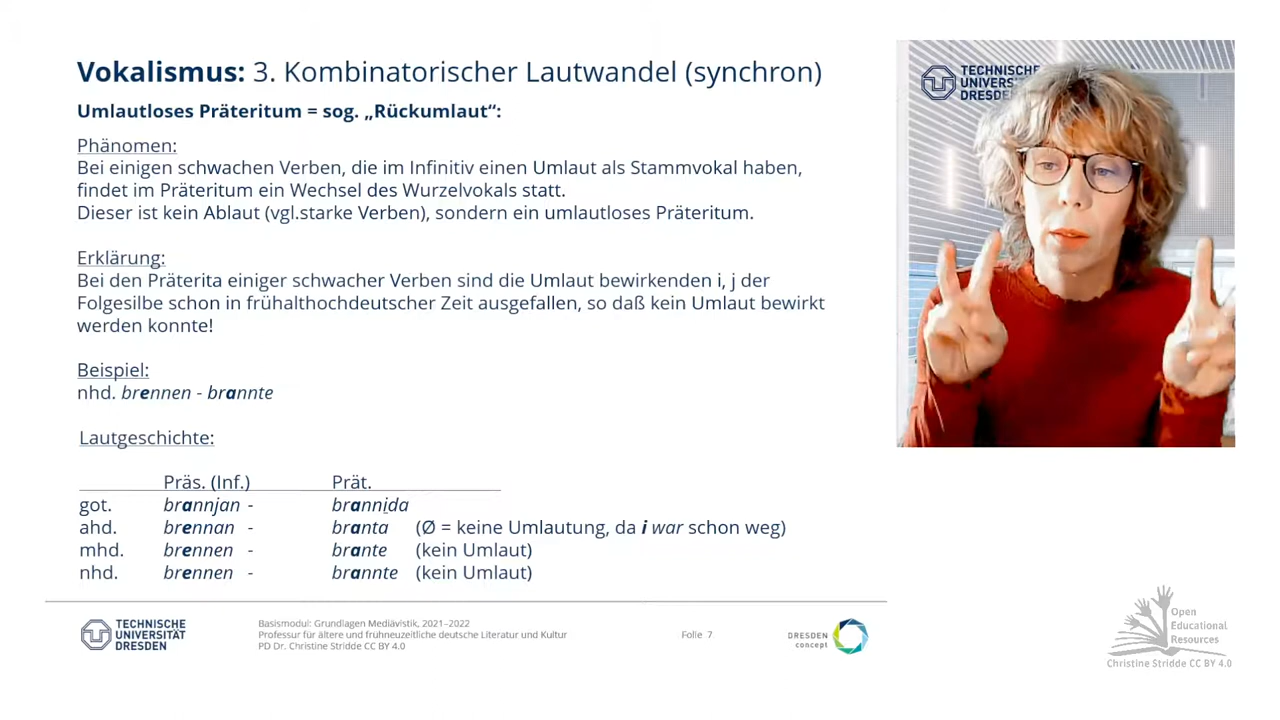 Vokalismus: 3. Kombinatorischer Lautwandel (synchron)
Umlautloses Präteritum = sog. „Rückumlaut“:
Phänomen:
Bei einigen schwachen Verben, die im Infinitiv einen Umlaut als Stammvokal haben,
findet im Präteritum ein Wechsel des Wurzelvokals statt.
Dieser ist kein Ablaut (vgl.starke Verben), sondern ein umlautloses Präteritum.
Erklärung:
Bei den Präterita einiger schwacher Verben sind die Umlaut bewirkenden i, j der
Folgesilbe schon in frühalthochdeutscher Zeit ausgefallen, so daß kein Umlaut bewirkt
werden konnte!
Beispiel:
nhd. brennen - brannte
Lautgeschichte:
Präs. (Inf.) Prät.
got. brannjan - brannida
ahd. brennan - branta (Ø = keine Umlautung, da i war schon weg)
mhd. brennen - brante (kein Umlaut)
nhd. brennen - brannte (kein Umlaut)
TECHNISCHE
UNIVERSITÄT
DRESDEN
Basismodul: Grundlagen Mediävistik, 2021–2022
Professur für ältere und frühneuzeitliche deutsche Literatur und Kultur
PD Dr. Christine Stridde CC BY 4.0
Folie 7
DRESDEN
concept
TECHNISCHE
UNIVERS
DRESDE
Open
Educational
Resources
Christine Stridde CC BY 4.0